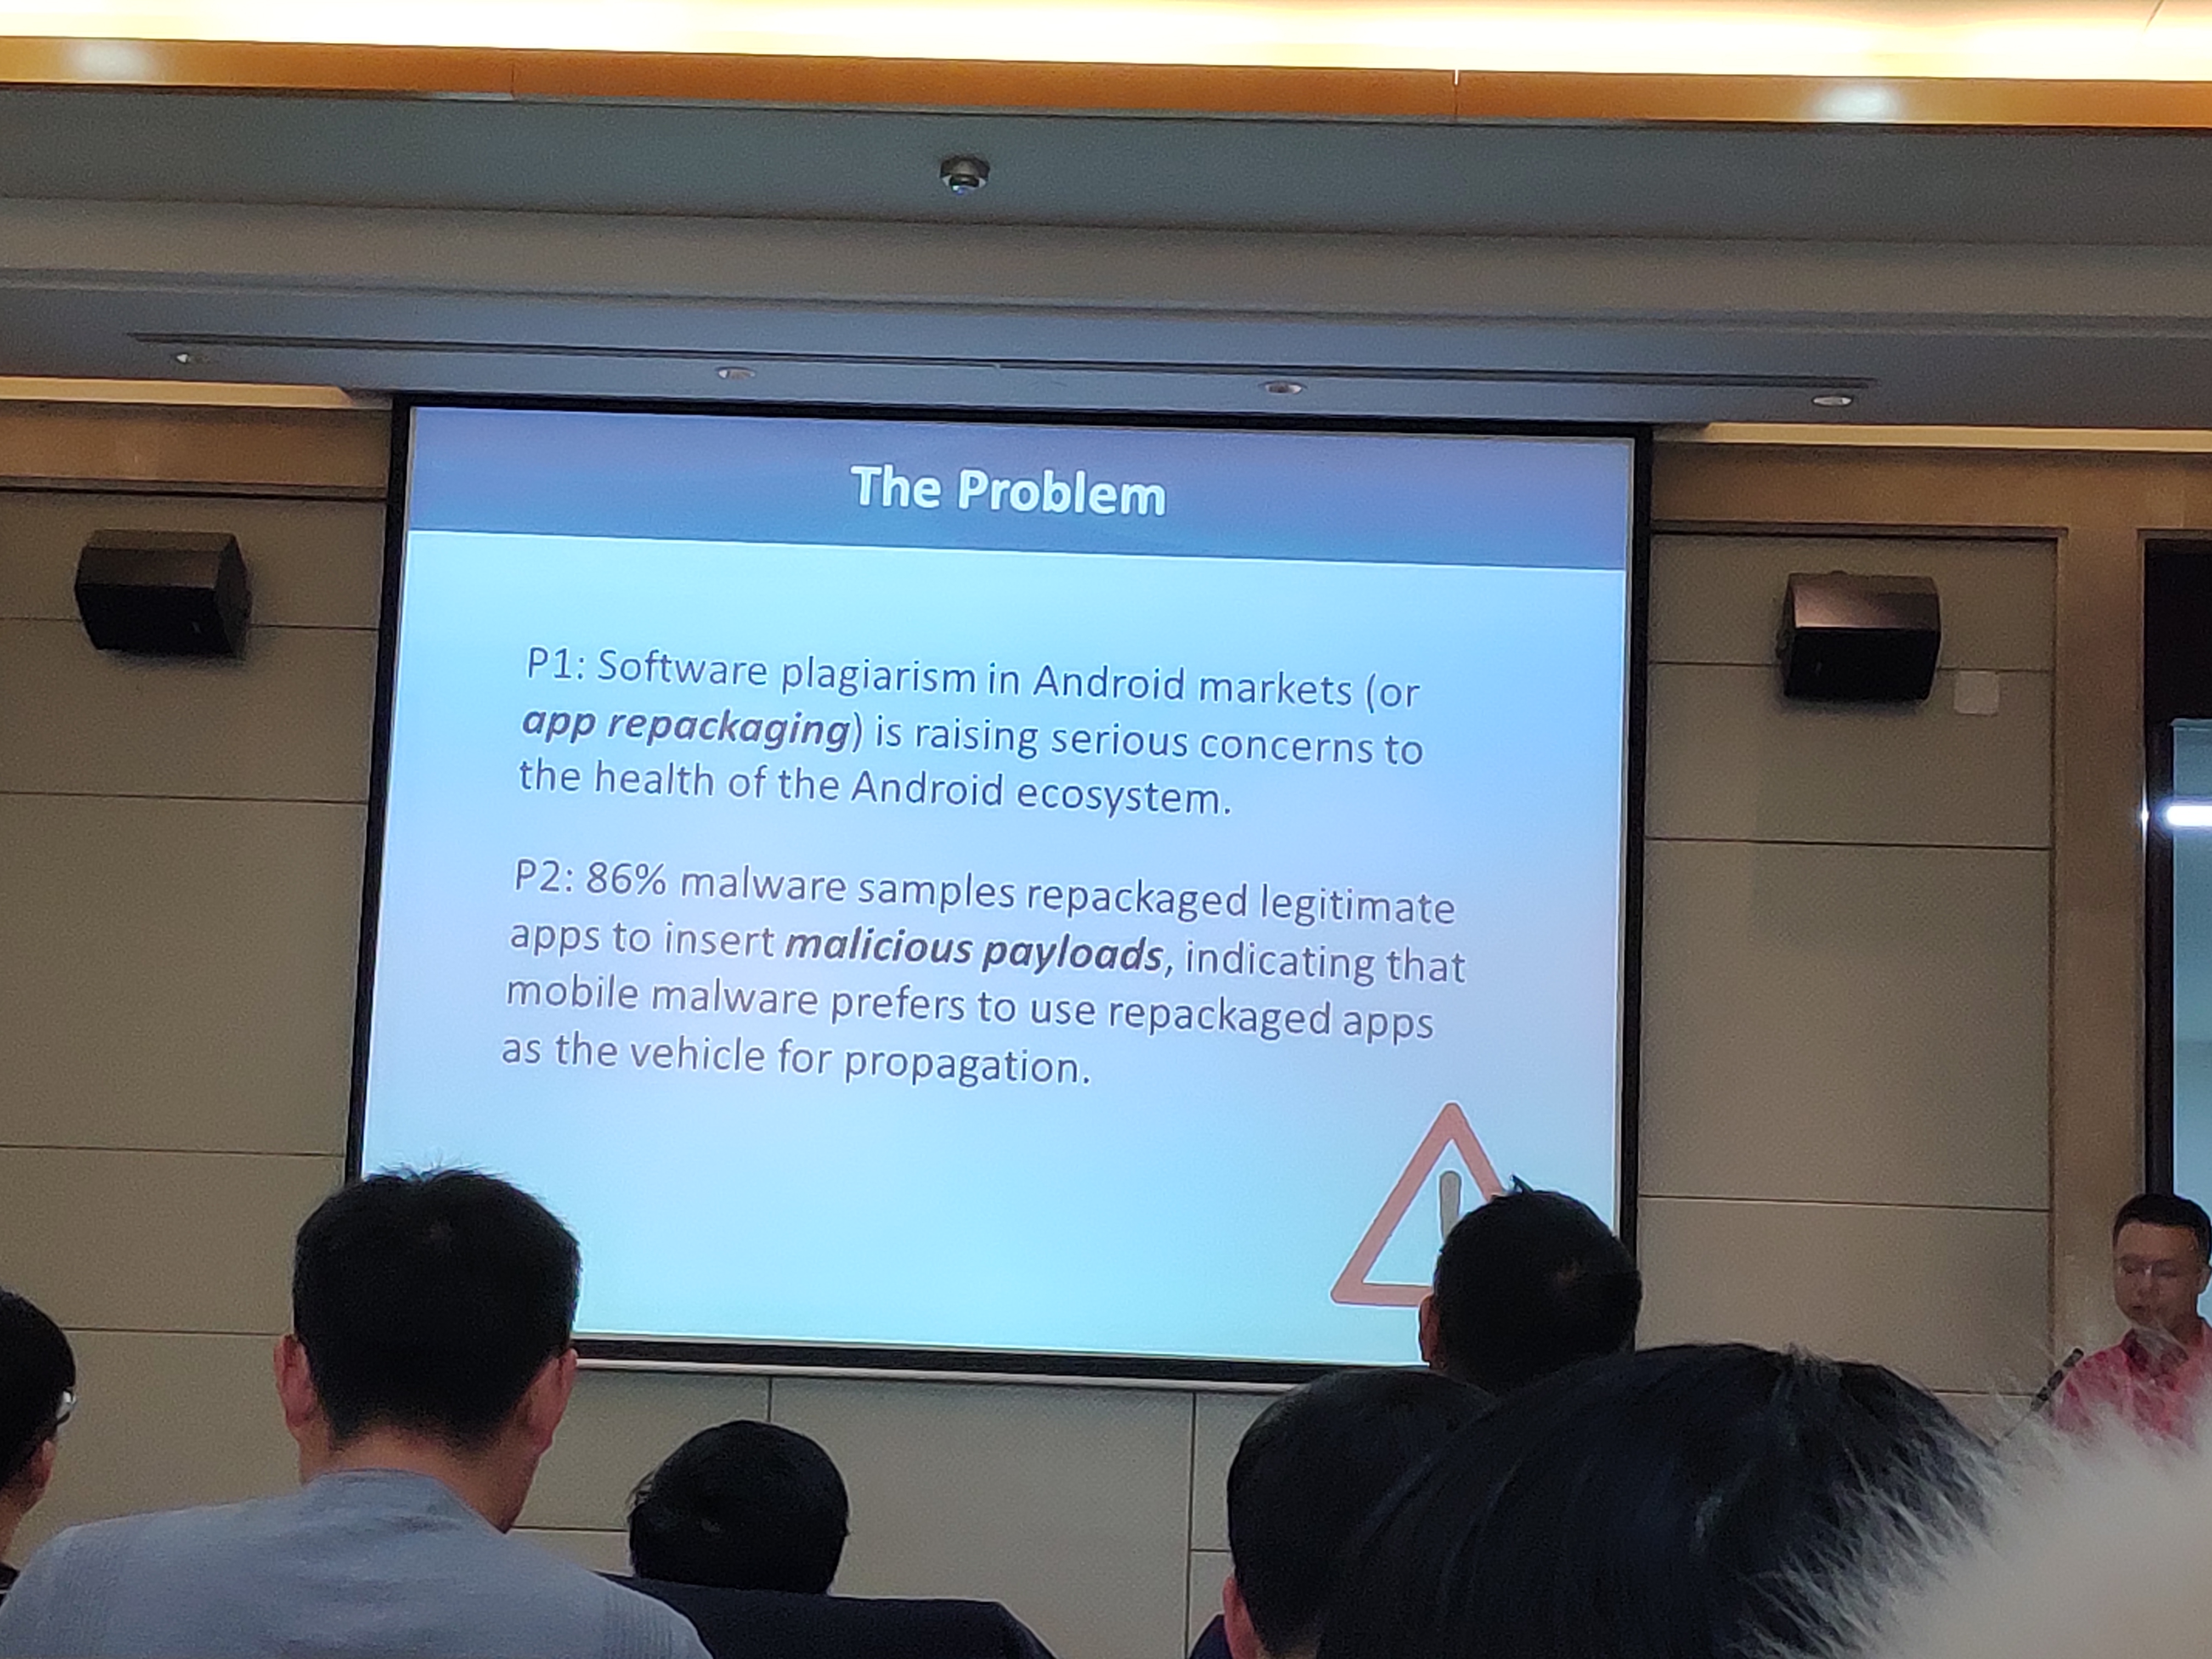 The Problem
P1: Software plagiarism in Android markets (or
app repackaging) is raising serious concerns to
the health of the Android ecosystem.
P2: 86% malware samples repackaged legitimate
apps to insert malicious payloads, indicating that
mobile malware prefers to use repackaged apps
as the vehicle for propagation.